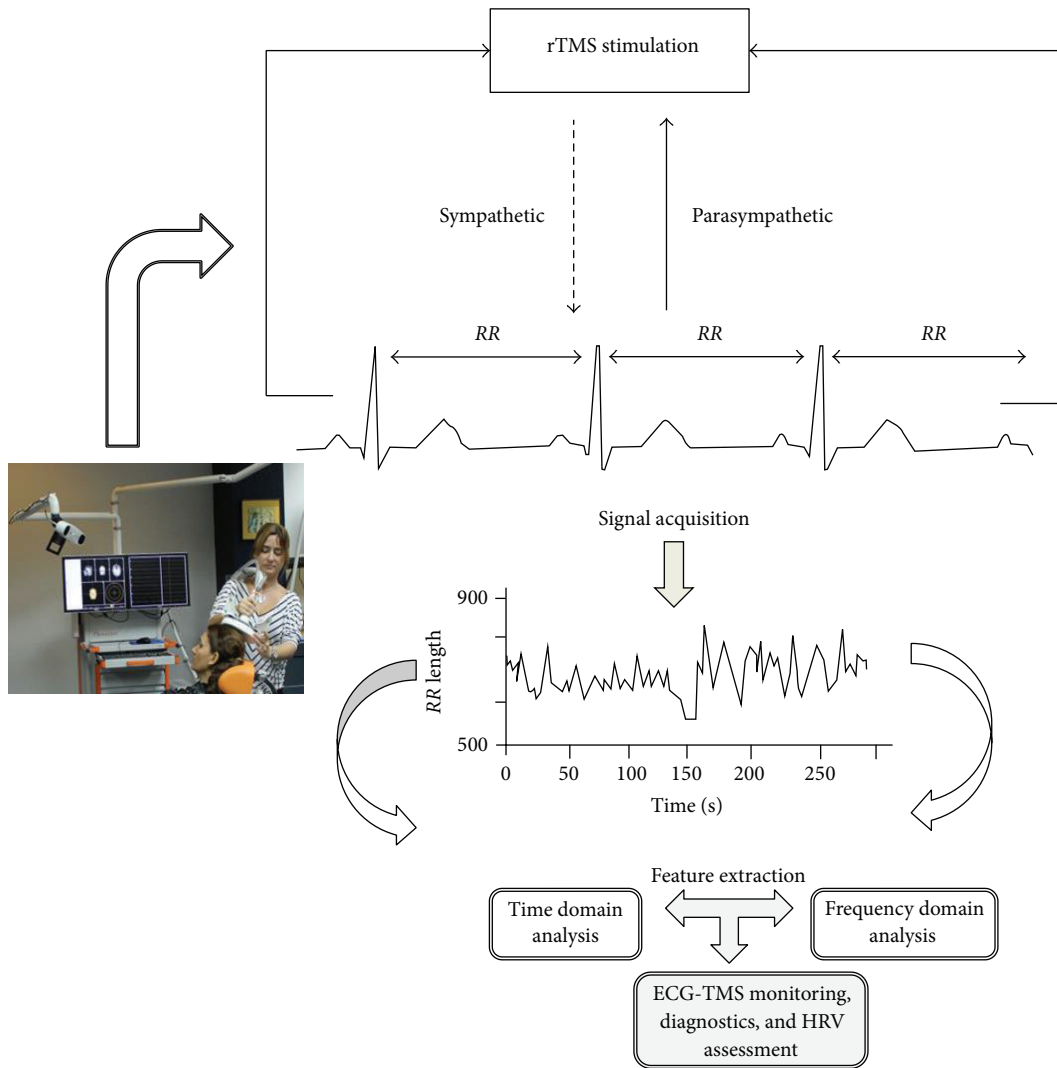 rTMS stimulation
Sympathetic
Parasympathetic
RR
RR
RR
Signal acquisition
900
RR length
500
0
50
100
150
200
250
Time (s)
Feature extraction
Time domain
analysis
Frequency domain
analysis
ECG-TMS monitoring,
diagnostics, and HRV
assessment